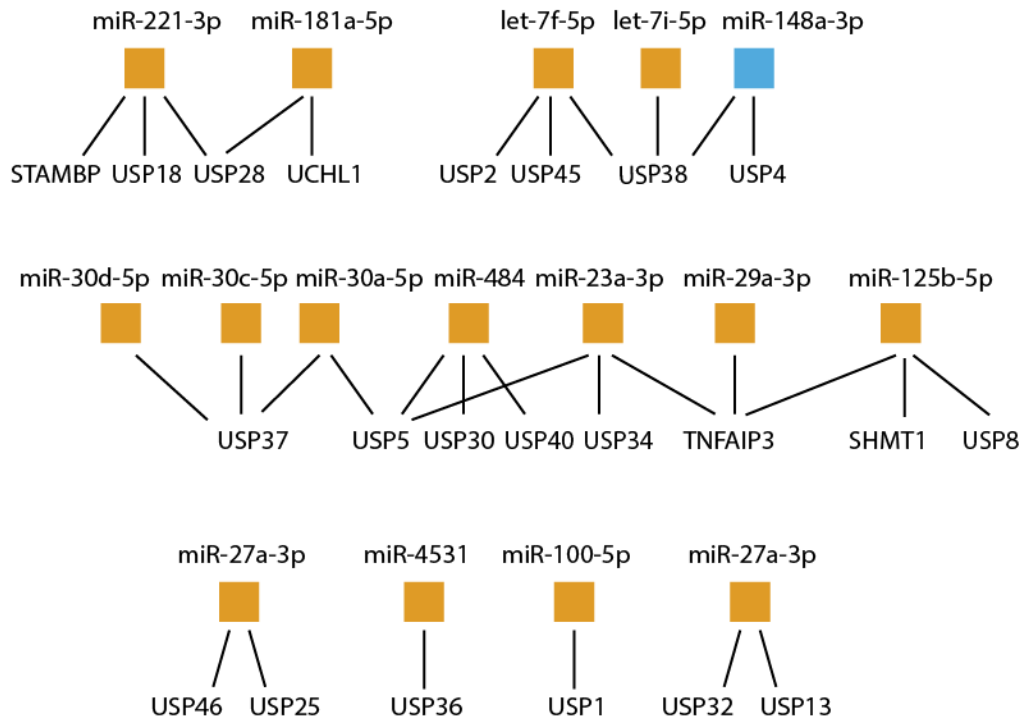 miR-221-3p miR-181a-5p let-7f-5p let-7i-5p miR-148a-3p
STAMBP USP18 USP28 UCHL1 USP2 USP45 USP38 USP4
miR-30d-5p miR-30c-5p miR-30a-5p miR-484 miR-23a-3p miR-29a-3p miR-125b-5p
USP37 USP5 USP30 USP40 USP34 TNFAIP3 SHMT1 USP8
miR-27a-3p miR-4531 miR-100-5p miR-27a-3p
USP46 USP25 USP36 USP1 USP32 USP13